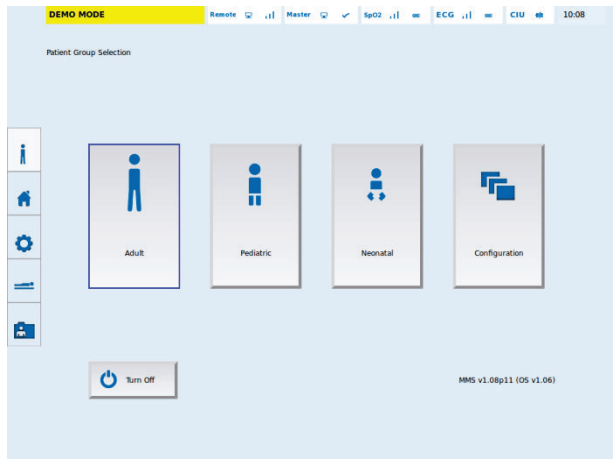 DEMO MODE Remote Master SpO2 ECG CIU 10:08
Patient Group Selection
Adult Pediatric Neonatal Configuration
Turn Off MMS v1.08p11 (OS v1.06)